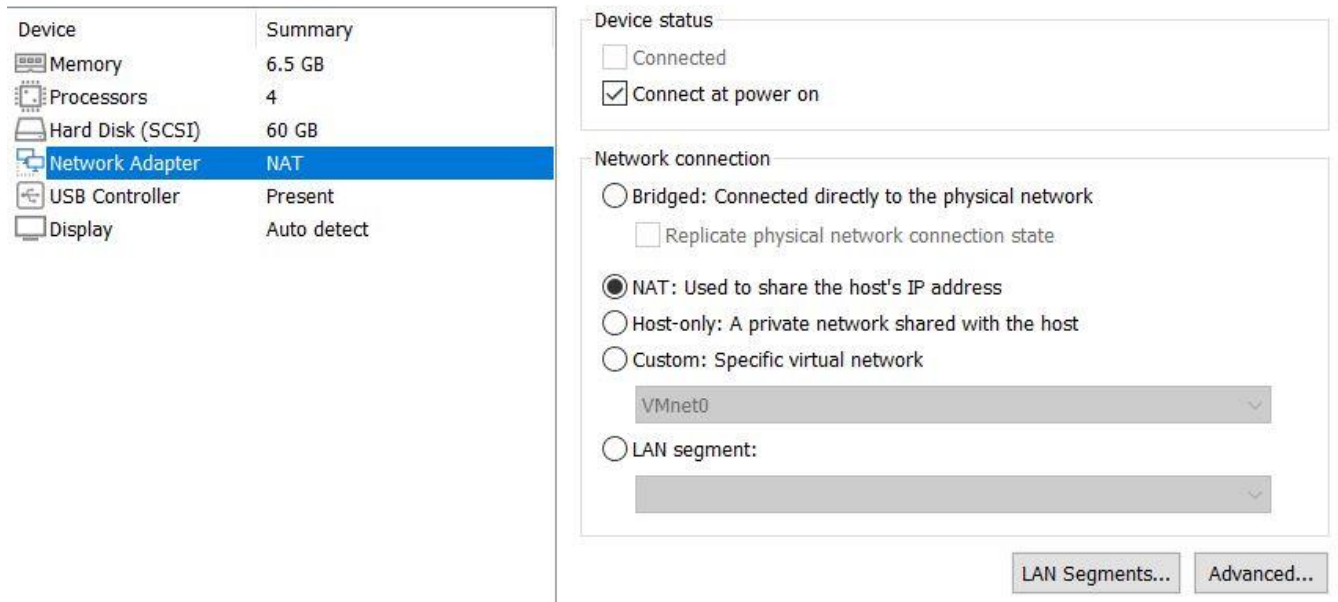 Device Summary
Memory 6.5 GB
Processors 4
Hard Disk (SCSI) 60 GB
Network Adapter NAT
USB Controller Present
Display Auto detect
Device status
Connected
Connect at power on
Network connection
Bridged: Connected directly to the physical network
Replicate physical network connection state
NAT: Used to share the host's IP address
Host-only: A private network shared with the host
Custom: Specific virtual network
VMnet0
LAN segment:
LAN Segments... Advanced...